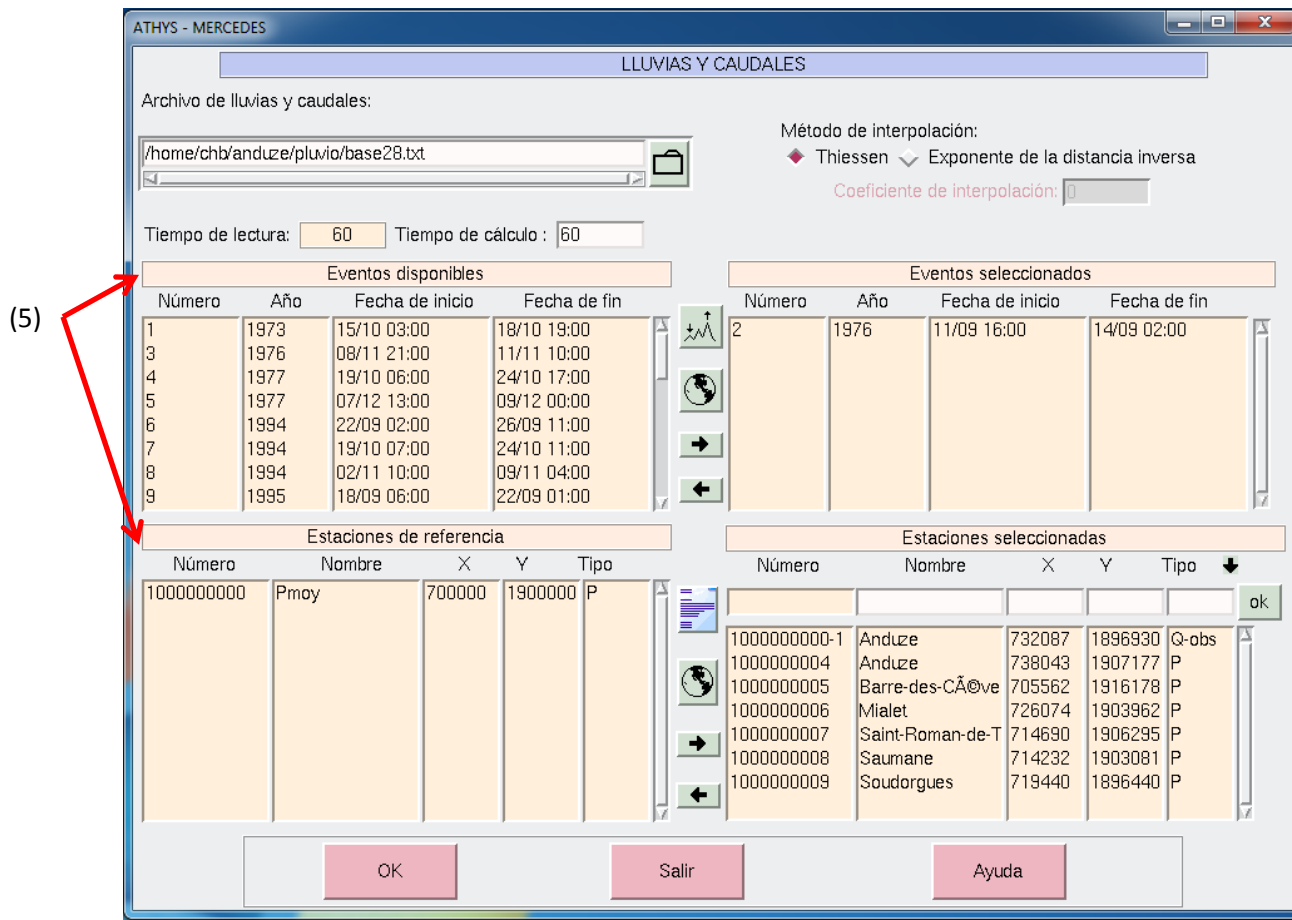 ATHYS - MERCEDES
LLUVIAS Y CAUDALES
Archivo de lluvias y caudales:
/home/chb/anduze/pluvio/base28.txt
Método de interpolación:
Thiessen Exponente de la distancia inversa
Coeficiente de interpolación: 0
Tiempo de lectura: 60 Tiempo de cálculo : 60
(5)
Eventos disponibles
Número Año Fecha de inicio Fecha de fin
1 1973 15/10 03:00 18/10 19:00
3 1976 08/11 21:00 11/11 10:00
4 1977 19/10 06:00 24/10 17:00
5 1977 07/12 13:00 09/12 00:00
6 1994 22/09 02:00 26/09 11:00
7 1994 19/10 07:00 24/10 11:00
8 1994 02/11 10:00 09/11 04:00
9 1995 18/09 06:00 22/09 01:00
Eventos seleccionados
Número Año Fecha de inicio Fecha de fin
2 1976 11/09 16:00 14/09 02:00
Estaciones de referencia
Número Nombre X Y Tipo
1000000000 Pmoy 700000 1900000 P
Estaciones seleccionadas
Número Nombre X Y Tipo
ok
1000000000-1 Anduze 732087 1896930 Q-obs
1000000004 Anduze 738043 1907177 P
1000000005 Barre-des-CÃ©ve 705562 1916178 P
1000000006 Mialet 726074 1903962 P
1000000007 Saint-Roman-de-T 714690 1906295 P
1000000008 Saumane 714232 1903081 P
1000000009 Soudorgues 719440 1896440 P
OK Salir Ayuda